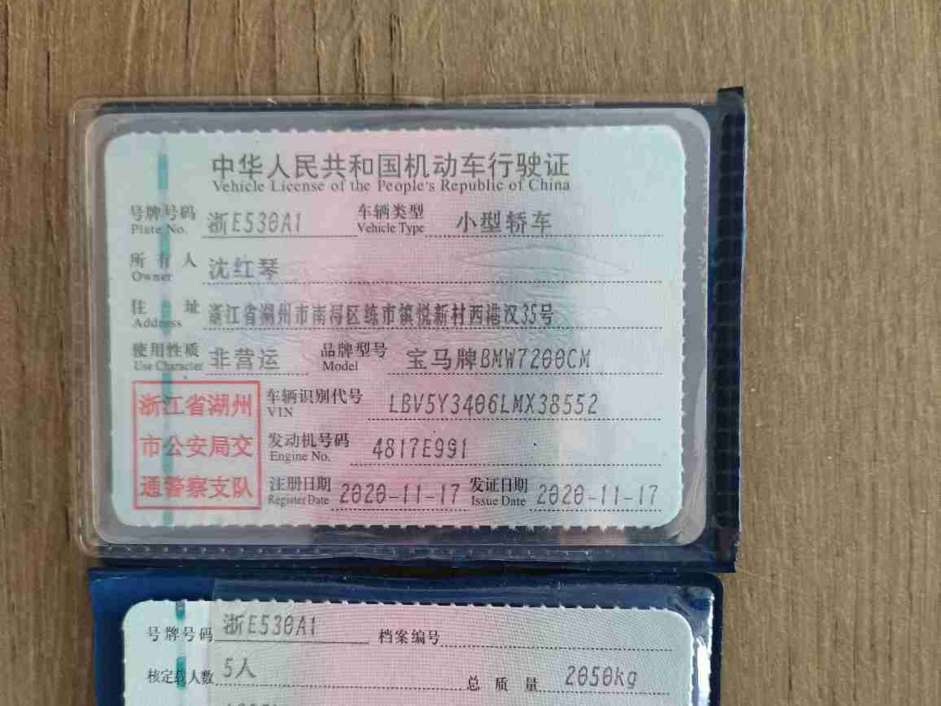 中华人民共和国机动车行驶证
Vehicle License of the People's Republic of China
号牌号码 浙E530A1 车辆类型 小型轿车
Plate No. Vehicle Type
所有人 沈红琴
Owner
住址 浙江省湖州市南浔区练市镇悦新村西港汉35号
Address
使用性质 非营运 品牌型号 宝马牌BMW7200CM
Use Character Model
浙江省湖州 车辆识别代号 LBV5Y3406LMX38552
VIN
市公安局交 发动机号码 4817E991
Engine No.
通警察支队 注册日期 2020-11-17 发证日期 2020-11-17
Register Date Issue Date
号牌号码 浙E530A1 档案编号
核定载人数 5人 总质量 2050kg